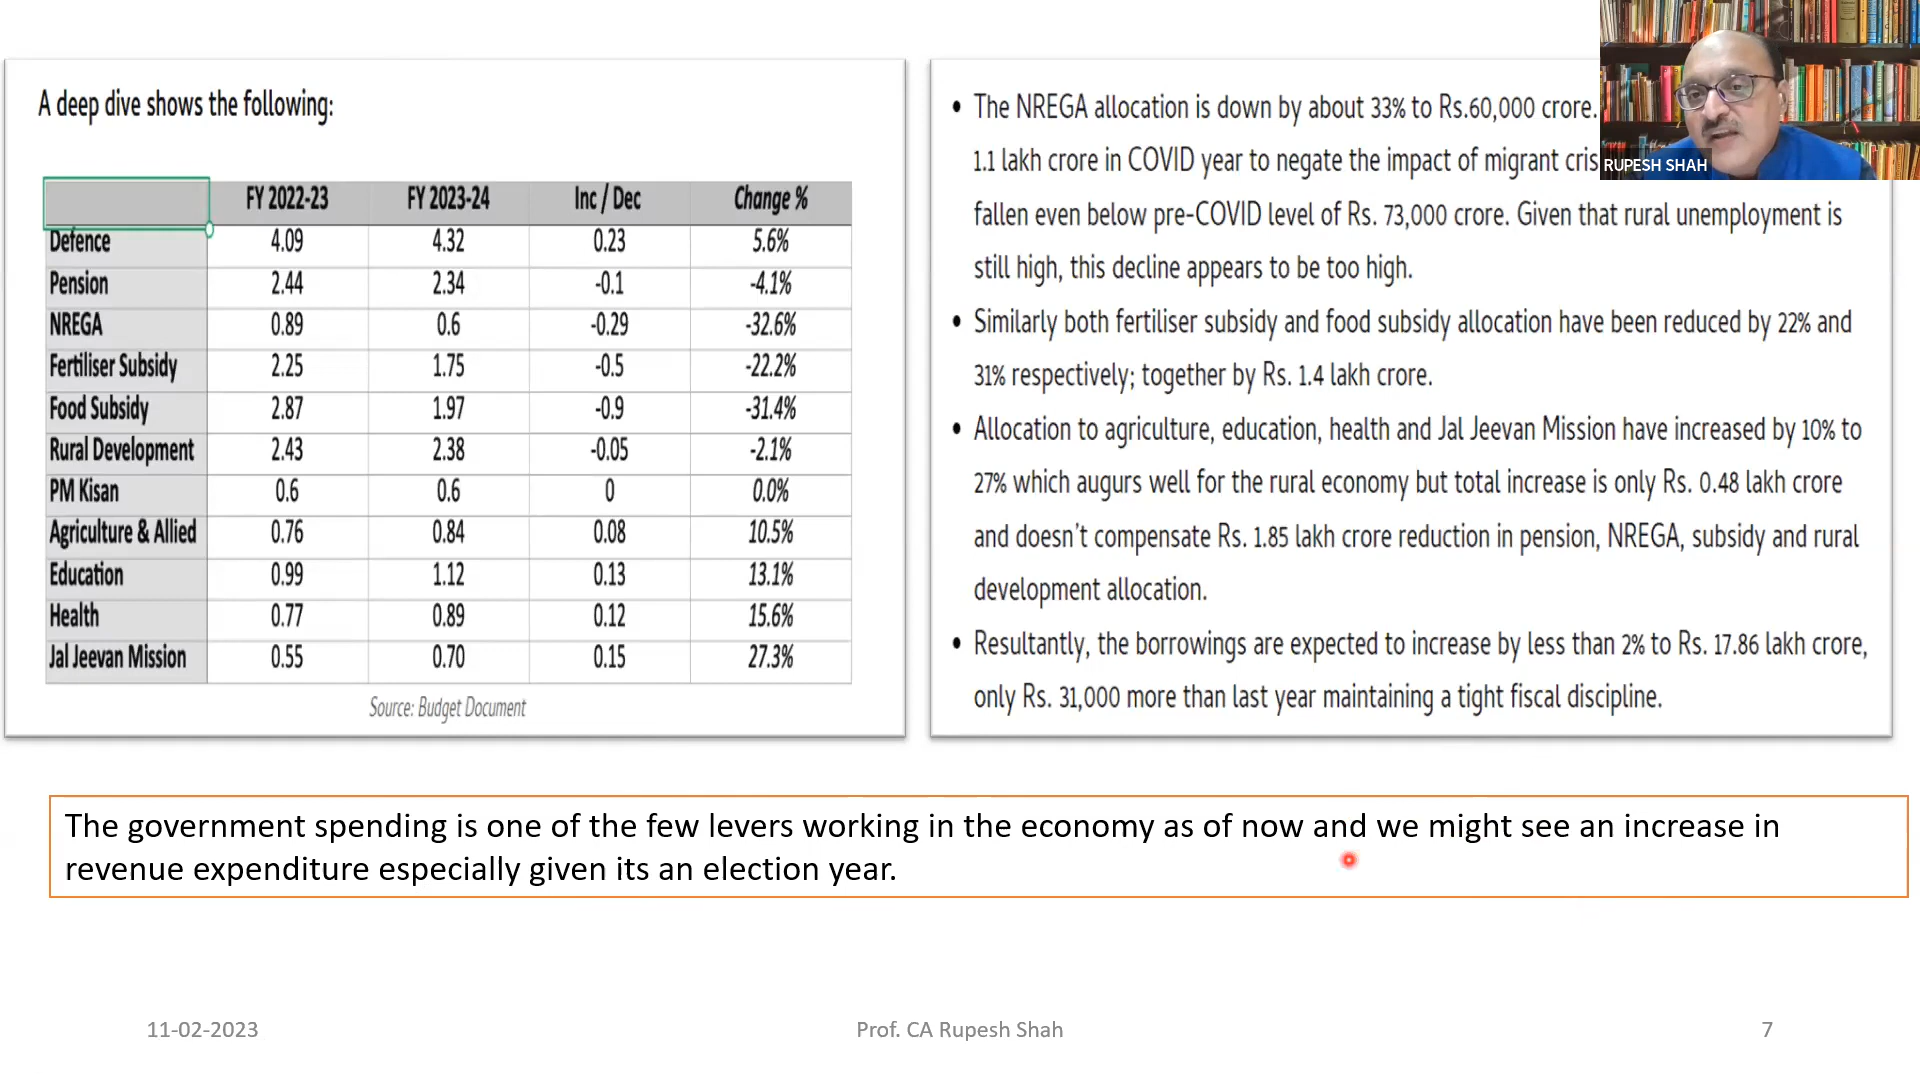 A deep dive shows the following:
FY 2022-23 FY 2023-24 Inc / Dec Change %
Defence 4.09 4.32 0.23 5.6%
Pension 2.44 2.34 -0.1 -4.1%
NREGA 0.89 0.6 -0.29 -32.6%
Fertiliser Subsidy 2.25 1.75 -0.5 -22.2%
Food Subsidy 2.87 1.97 -0.9 -31.4%
Rural Development 2.43 2.38 -0.05 -2.1%
PM Kisan 0.6 0.6 0 0.0%
Agriculture & Allied 0.76 0.84 0.08 10.5%
Education 0.99 1.12 0.13 13.1%
Health 0.77 0.89 0.12 15.6%
Jal Jeevan Mission 0.55 0.70 0.15 27.3%
Source: Budget Document
• The NREGA allocation is down by about 33% to Rs.60,000 crore.
1.1 lakh crore in COVID year to negate the impact of migrant cris
fallen even below pre-COVID level of Rs. 73,000 crore. Given that rural unemployment is
still high, this decline appears to be too high.
• Similarly both fertiliser subsidy and food subsidy allocation have been reduced by 22% and
31% respectively; together by Rs. 1.4 lakh crore.
• Allocation to agriculture, education, health and Jal Jeevan Mission have increased by 10% to
27% which augurs well for the rural economy but total increase is only Rs. 0.48 lakh crore
and doesn't compensate Rs. 1.85 lakh crore reduction in pension, NREGA, subsidy and rural
development allocation.
• Resultantly, the borrowings are expected to increase by less than 2% to Rs. 17.86 lakh crore,
only Rs. 31,000 more than last year maintaining a tight fiscal discipline.
RUPESH SHAH
The government spending is one of the few levers working in the economy as of now and we might see an increase in
revenue expenditure especially given its an election year.
11-02-2023 Prof. CA Rupesh Shah 7